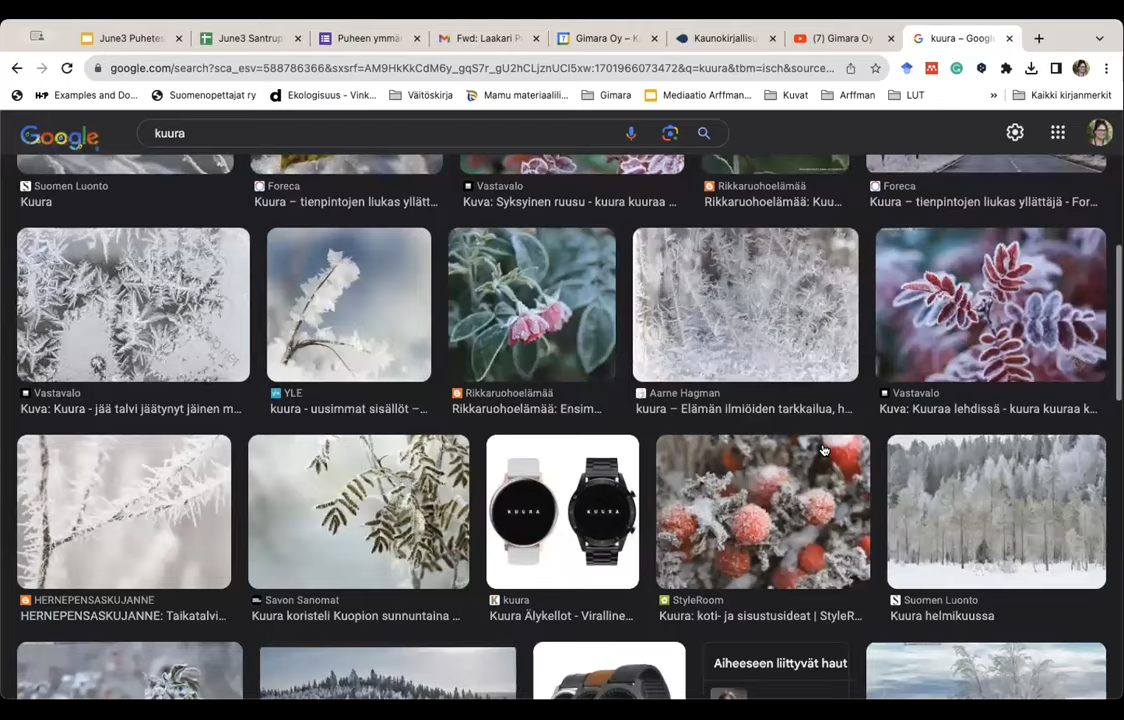 June3 Puhetes
June3 Santrup
Puheen ymmä
Fwd: Laakari P
Gimara Oy – K
Kaunokirjallisu
(7) Gimara Oy
kuura – Google
google.com/search?sca_esv=588786366&sxsrf=AM9HkKkCdM6y_gqS7r_gU2hCLjznUCl5xw:1701966073472&q=kuura&tbm=isch&source...
Examples and Do...
Suomenopettajat ry
Ekologisuus - Vink...
Väitöskirja
Mamu materiaalili...
Gimara
Mediaatio Arffman...
Kuvat
Arffman
LUT
»
Kaikki kirjanmerkit
Google
kuura
Suomen Luonto
Foreca
Vastavalo
Rikkaruohoelämää
Foreca
Kuura
Kuura – tienpintojen liukas yllätt...
Kuva: Syksyinen ruusu - kuura kuuraa ...
Rikkaruohoelämää: Kuu...
Kuura – tienpintojen liukas yllättäjä - For...
Vastavalo
YLE
Rikkaruohoelämää
Aarne Hagman
Vastavalo
Kuva: Kuura - jää talvi jäätynyt jäinen m...
kuura - uusimmat sisällöt –...
Rikkaruohoelämää: Ensim...
kuura – Elämän ilmiöiden tarkkailua, h...
Kuva: Kuuraa lehdissä - kuura kuuraa k...
KUURA
KUURA
HERNEPENSASKUJANNE
Savon Sanomat
kuura
StyleRoom
Suomen Luonto
HERNEPENSASKUJANNE: Taikatalvi...
Kuura koristeli Kuopion sunnuntaina ...
Kuura Älykellot - Viralline...
Kuura: koti- ja sisustusideat | StyleR...
Kuura helmikuussa
Aiheeseen liittyvät haut